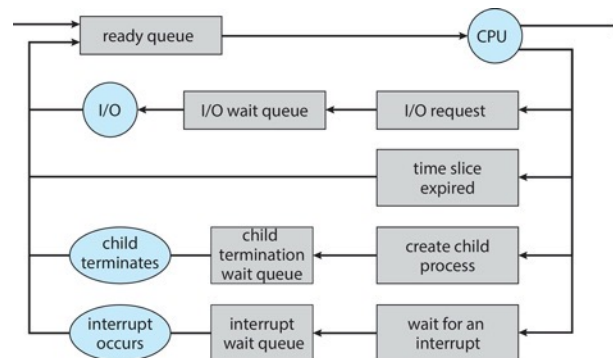 ready queue
CPU
I/O
I/O wait queue
I/O request
time slice
expired
child
terminates
child
termination
wait queue
create child
process
interrupt
occurs
interrupt
wait queue
wait for an
interrupt